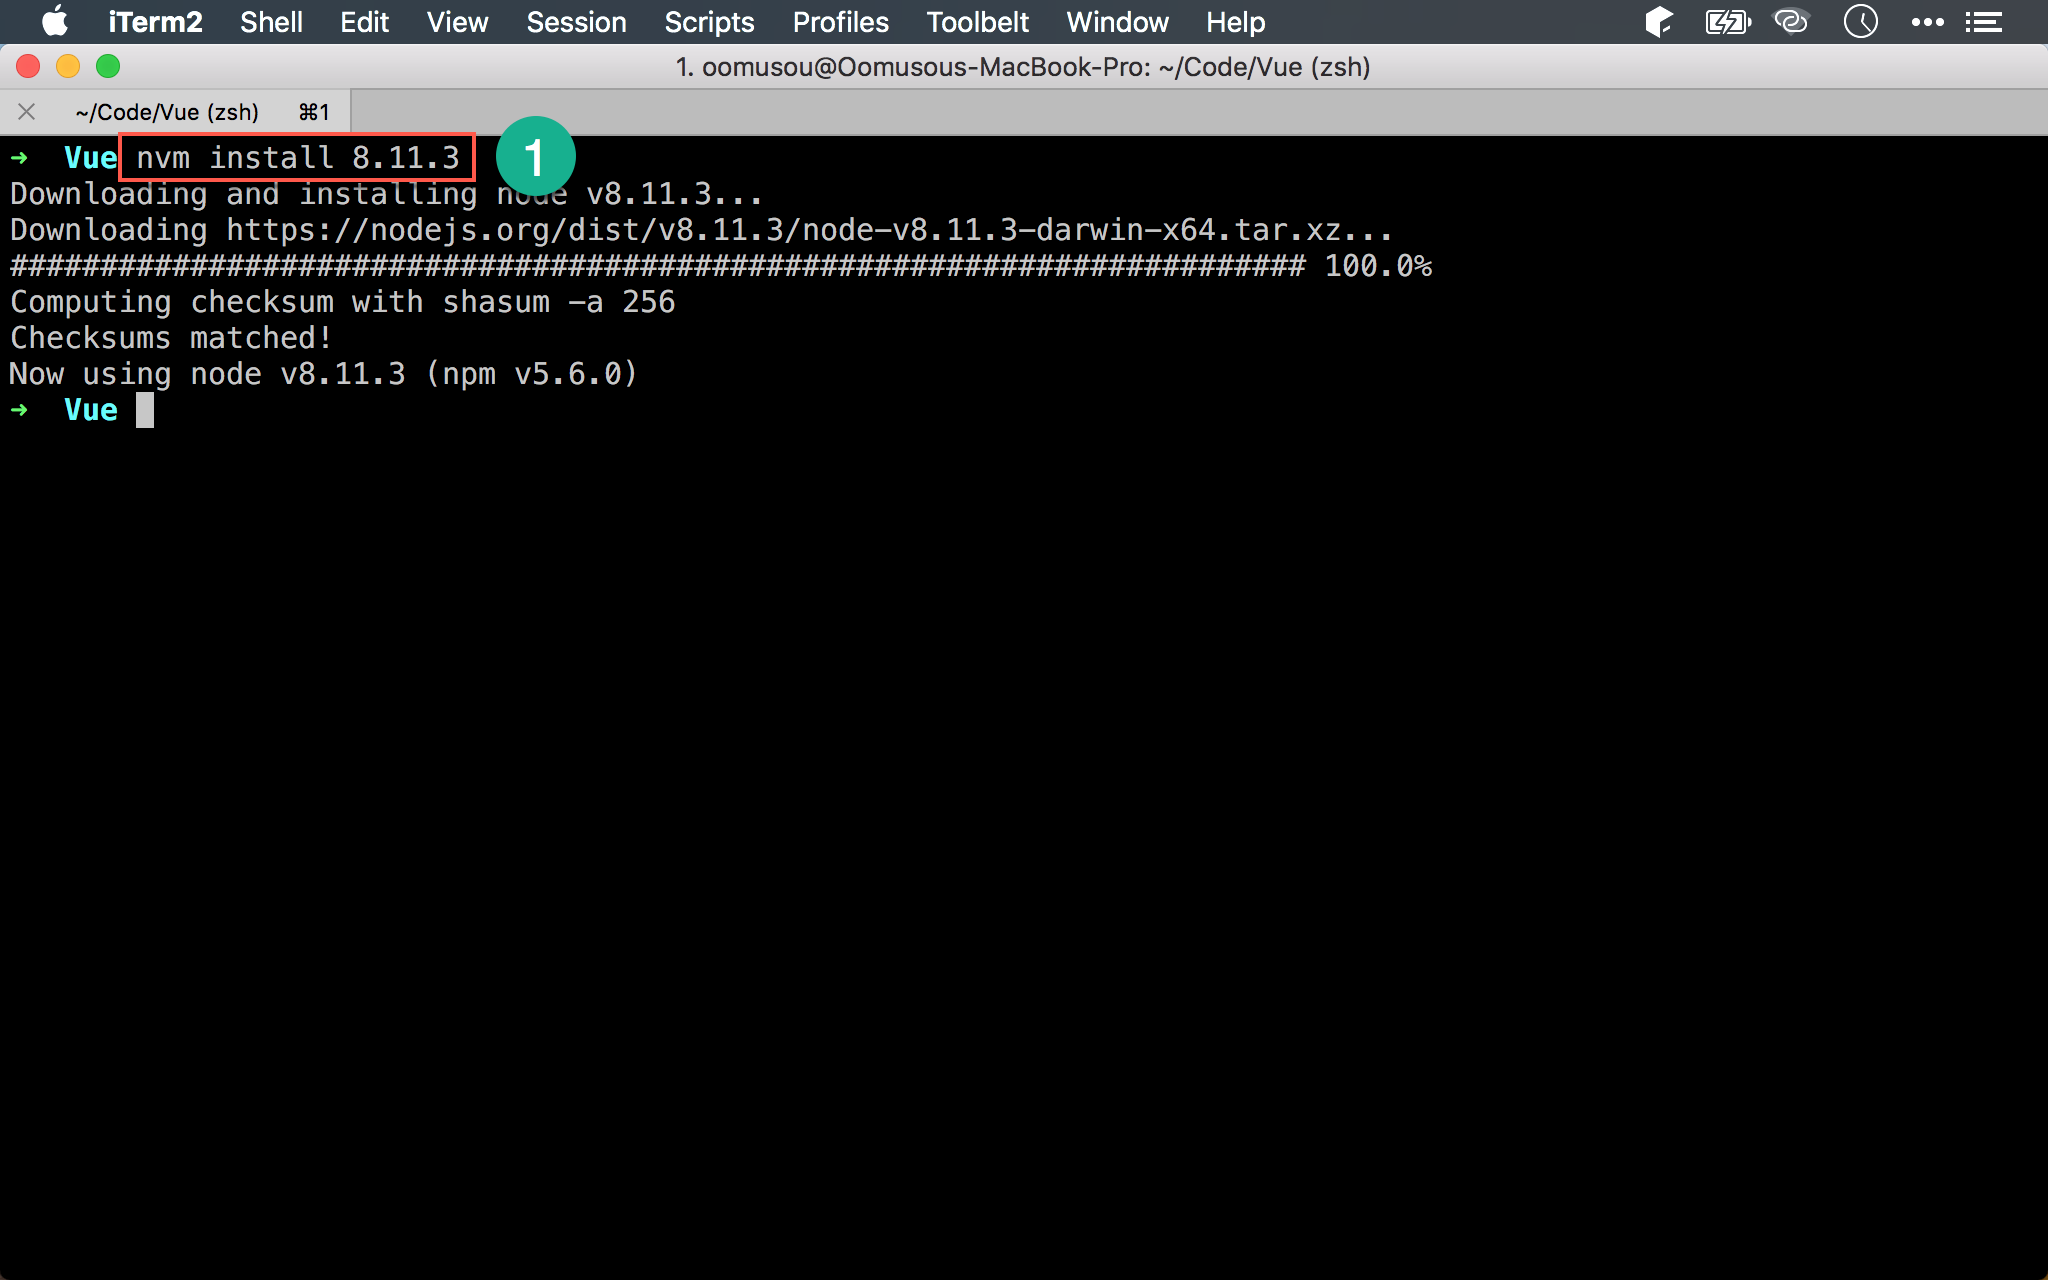 iTerm2 Shell Edit View Session Scripts Profiles Toolbelt Window Help
1. oomusou@Oomusous-MacBook-Pro: ~/Code/Vue (zsh)
~/Code/Vue (zsh) ⌘1
➜ Vue nvm install 8.11.3 1
Downloading and installing node v8.11.3...
Downloading https://nodejs.org/dist/v8.11.3/node-v8.11.3-darwin-x64.tar.xz...
######################################################################## 100.0%
Computing checksum with shasum -a 256
Checksums matched!
Now using node v8.11.3 (npm v5.6.0)
➜ Vue